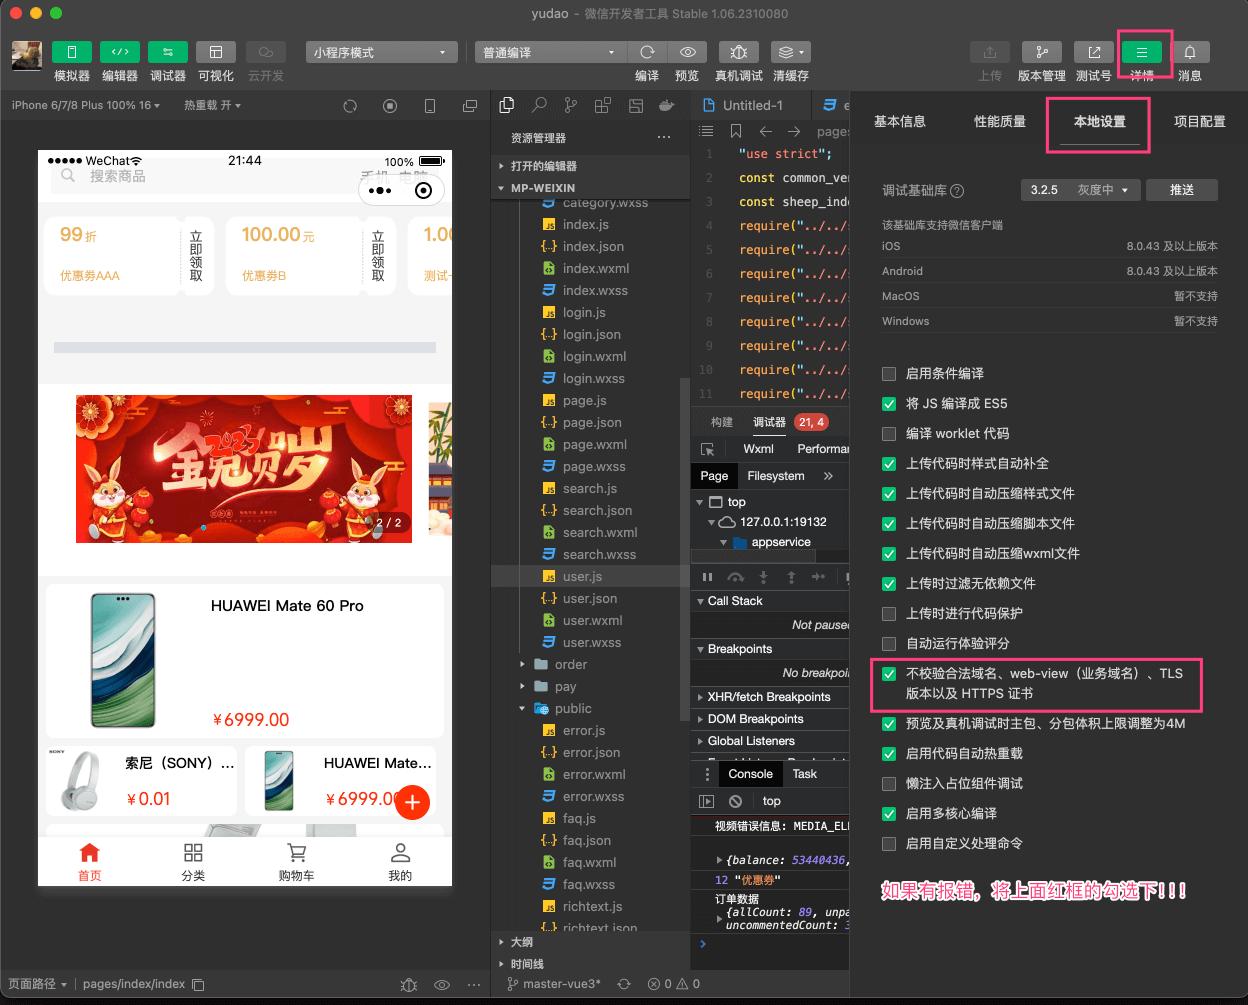 yudao - 微信开发者工具 Stable 1.06.2310080
模拟器 编辑器 调试器 可视化 云开发
小程序模式 普通编译
编译 预览 真机调试 清缓存
上传 版本管理 测试号 详情 消息
iPhone 6/7/8 Plus 100% 16 热重载 开
WeChat 21:44 100%
搜索商品 手机 电脑
99折
优惠券AAA
立即领取
100.00元
优惠券B
立即领取
1.00
测试-
2023
金兔贺岁
2 / 2
HUAWEI Mate 60 Pro
¥6999.00
SONY
索尼（SONY）...
¥0.01
HUAWEI Mate...
¥6999.00
首页 分类 购物车 我的
页面路径 pages/index/index
资源管理器
打开的编辑器
MP-WEIXIN
category.wxss
index.js
index.json
index.wxml
index.wxss
login.js
login.json
login.wxml
login.wxss
page.js
page.json
page.wxml
page.wxss
search.js
search.json
search.wxml
search.wxss
user.js
user.json
user.wxml
user.wxss
order
pay
public
error.js
error.json
error.wxml
error.wxss
faq.js
faq.json
faq.wxml
faq.wxss
richtext.js
richtext.json
大纲
时间线
master-vue3* 0 0
Untitled-1 e
pages
1 "use strict";
2 const common_ven
3 const sheep_inde
4 require("../../s
5 require("../../s
6 require("../../s
7 require("../../s
8 require("../../s
9 require("../../s
10 require("../../s
11 require("../../s
构建 调试器 21, 4
Wxml Performan
Page Filesystem »
top
127.0.0.1:19132
appservice
Call Stack
Not paused
Breakpoints
No breakpoin
XHR/fetch Breakpoints
DOM Breakpoints
Global Listeners
Console Task
top
视频错误信息: MEDIA_ELE
{balance: 53440436,
12 "优惠券"
订单数据
{allCount: 89, unpa
uncommentedCount: 3
基本信息 性能质量 本地设置 项目配置
调试基础库 3.2.5 灰度中 推送
该基础库支持微信客户端
iOS 8.0.43 及以上版本
Android 8.0.43 及以上版本
MacOS 暂不支持
Windows 暂不支持
启用条件编译
将 JS 编译成 ES5
编译 worklet 代码
上传代码时样式自动补全
上传代码时自动压缩样式文件
上传代码时自动压缩脚本文件
上传代码时自动压缩wxml文件
上传时过滤无依赖文件
上传时进行代码保护
自动运行体验评分
不校验合法域名、web-view（业务域名）、TLS
版本以及 HTTPS 证书
预览及真机调试时主包、分包体积上限调整为4M
启用代码自动热重载
懒注入占位组件调试
启用多核心编译
启用自定义处理命令
如果有报错，将上面红框的勾选下!!!